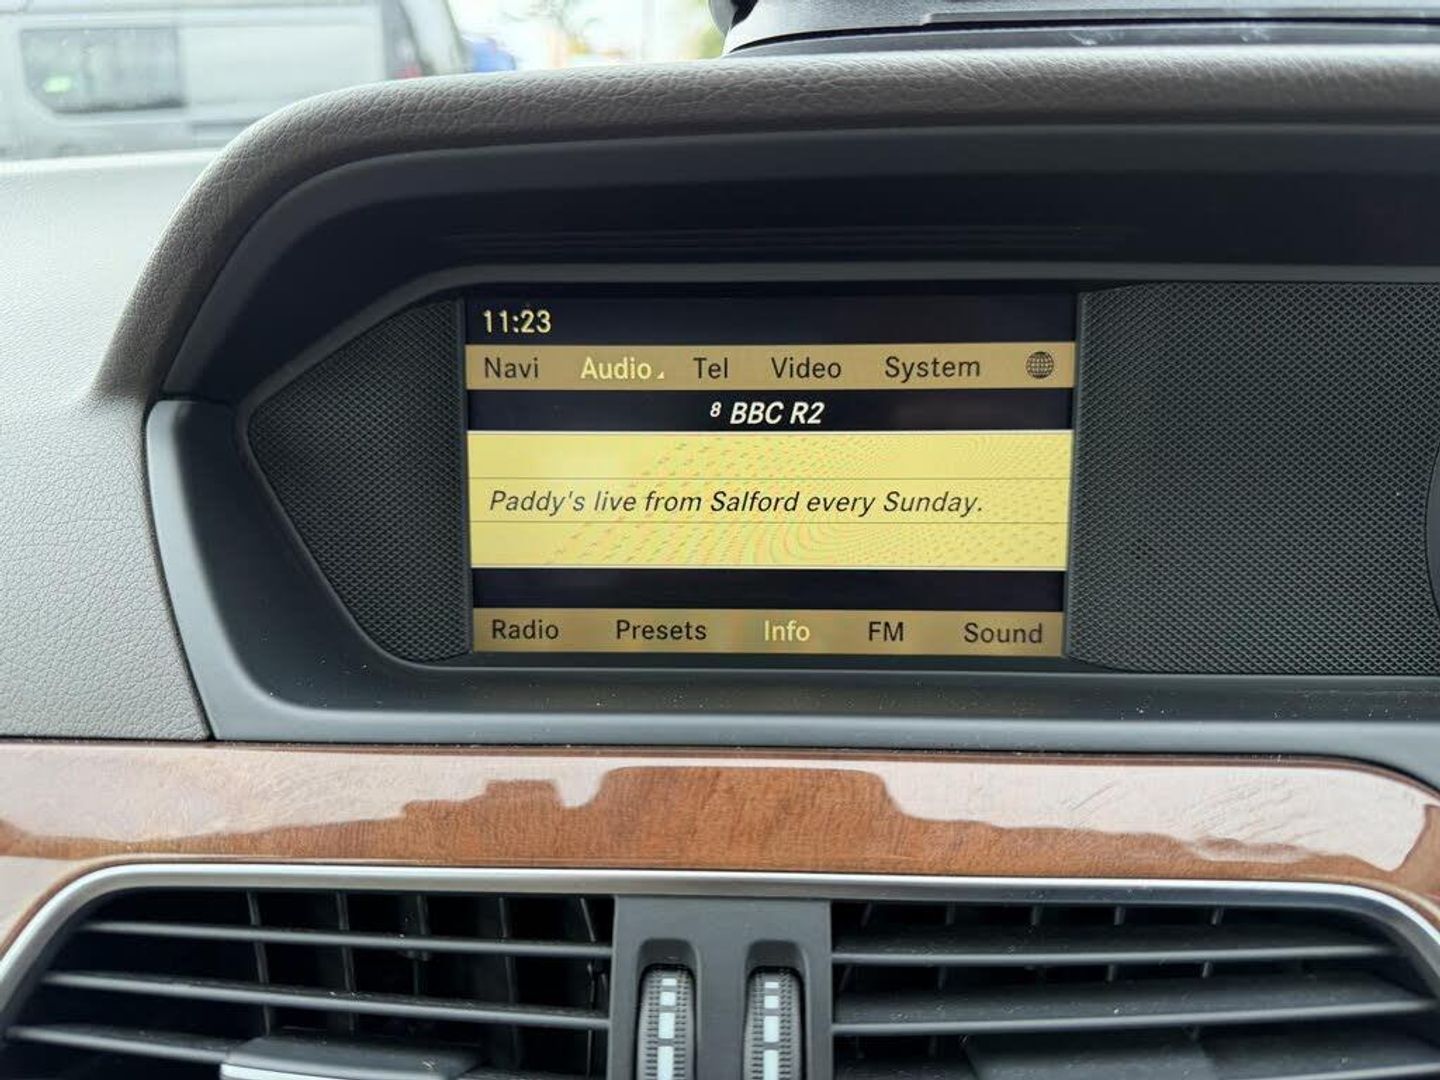 11:23
Navi Audio Tel Video System
8 BBC R2
Paddy's live from Salford every Sunday.
Radio Presets Info FM Sound